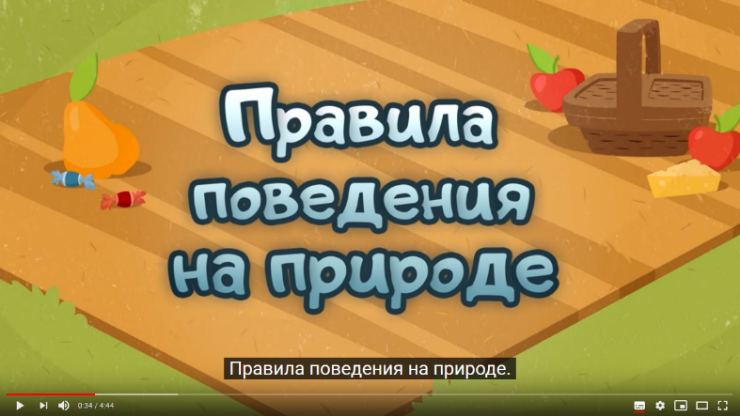 Правила
поведения
на природе
Правила поведения на природе.
0:34 / 4:44